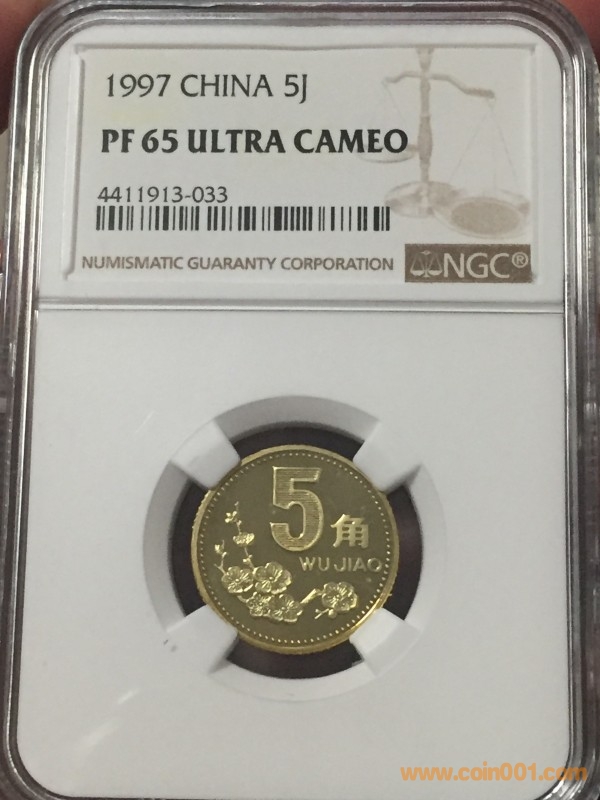 1997 CHINA 5J
PF 65 ULTRA CAMEO
4411913-033
NUMISMATIC GUARANTY CORPORATION
NGC®
5角
WU JIAO
www.coin001.com